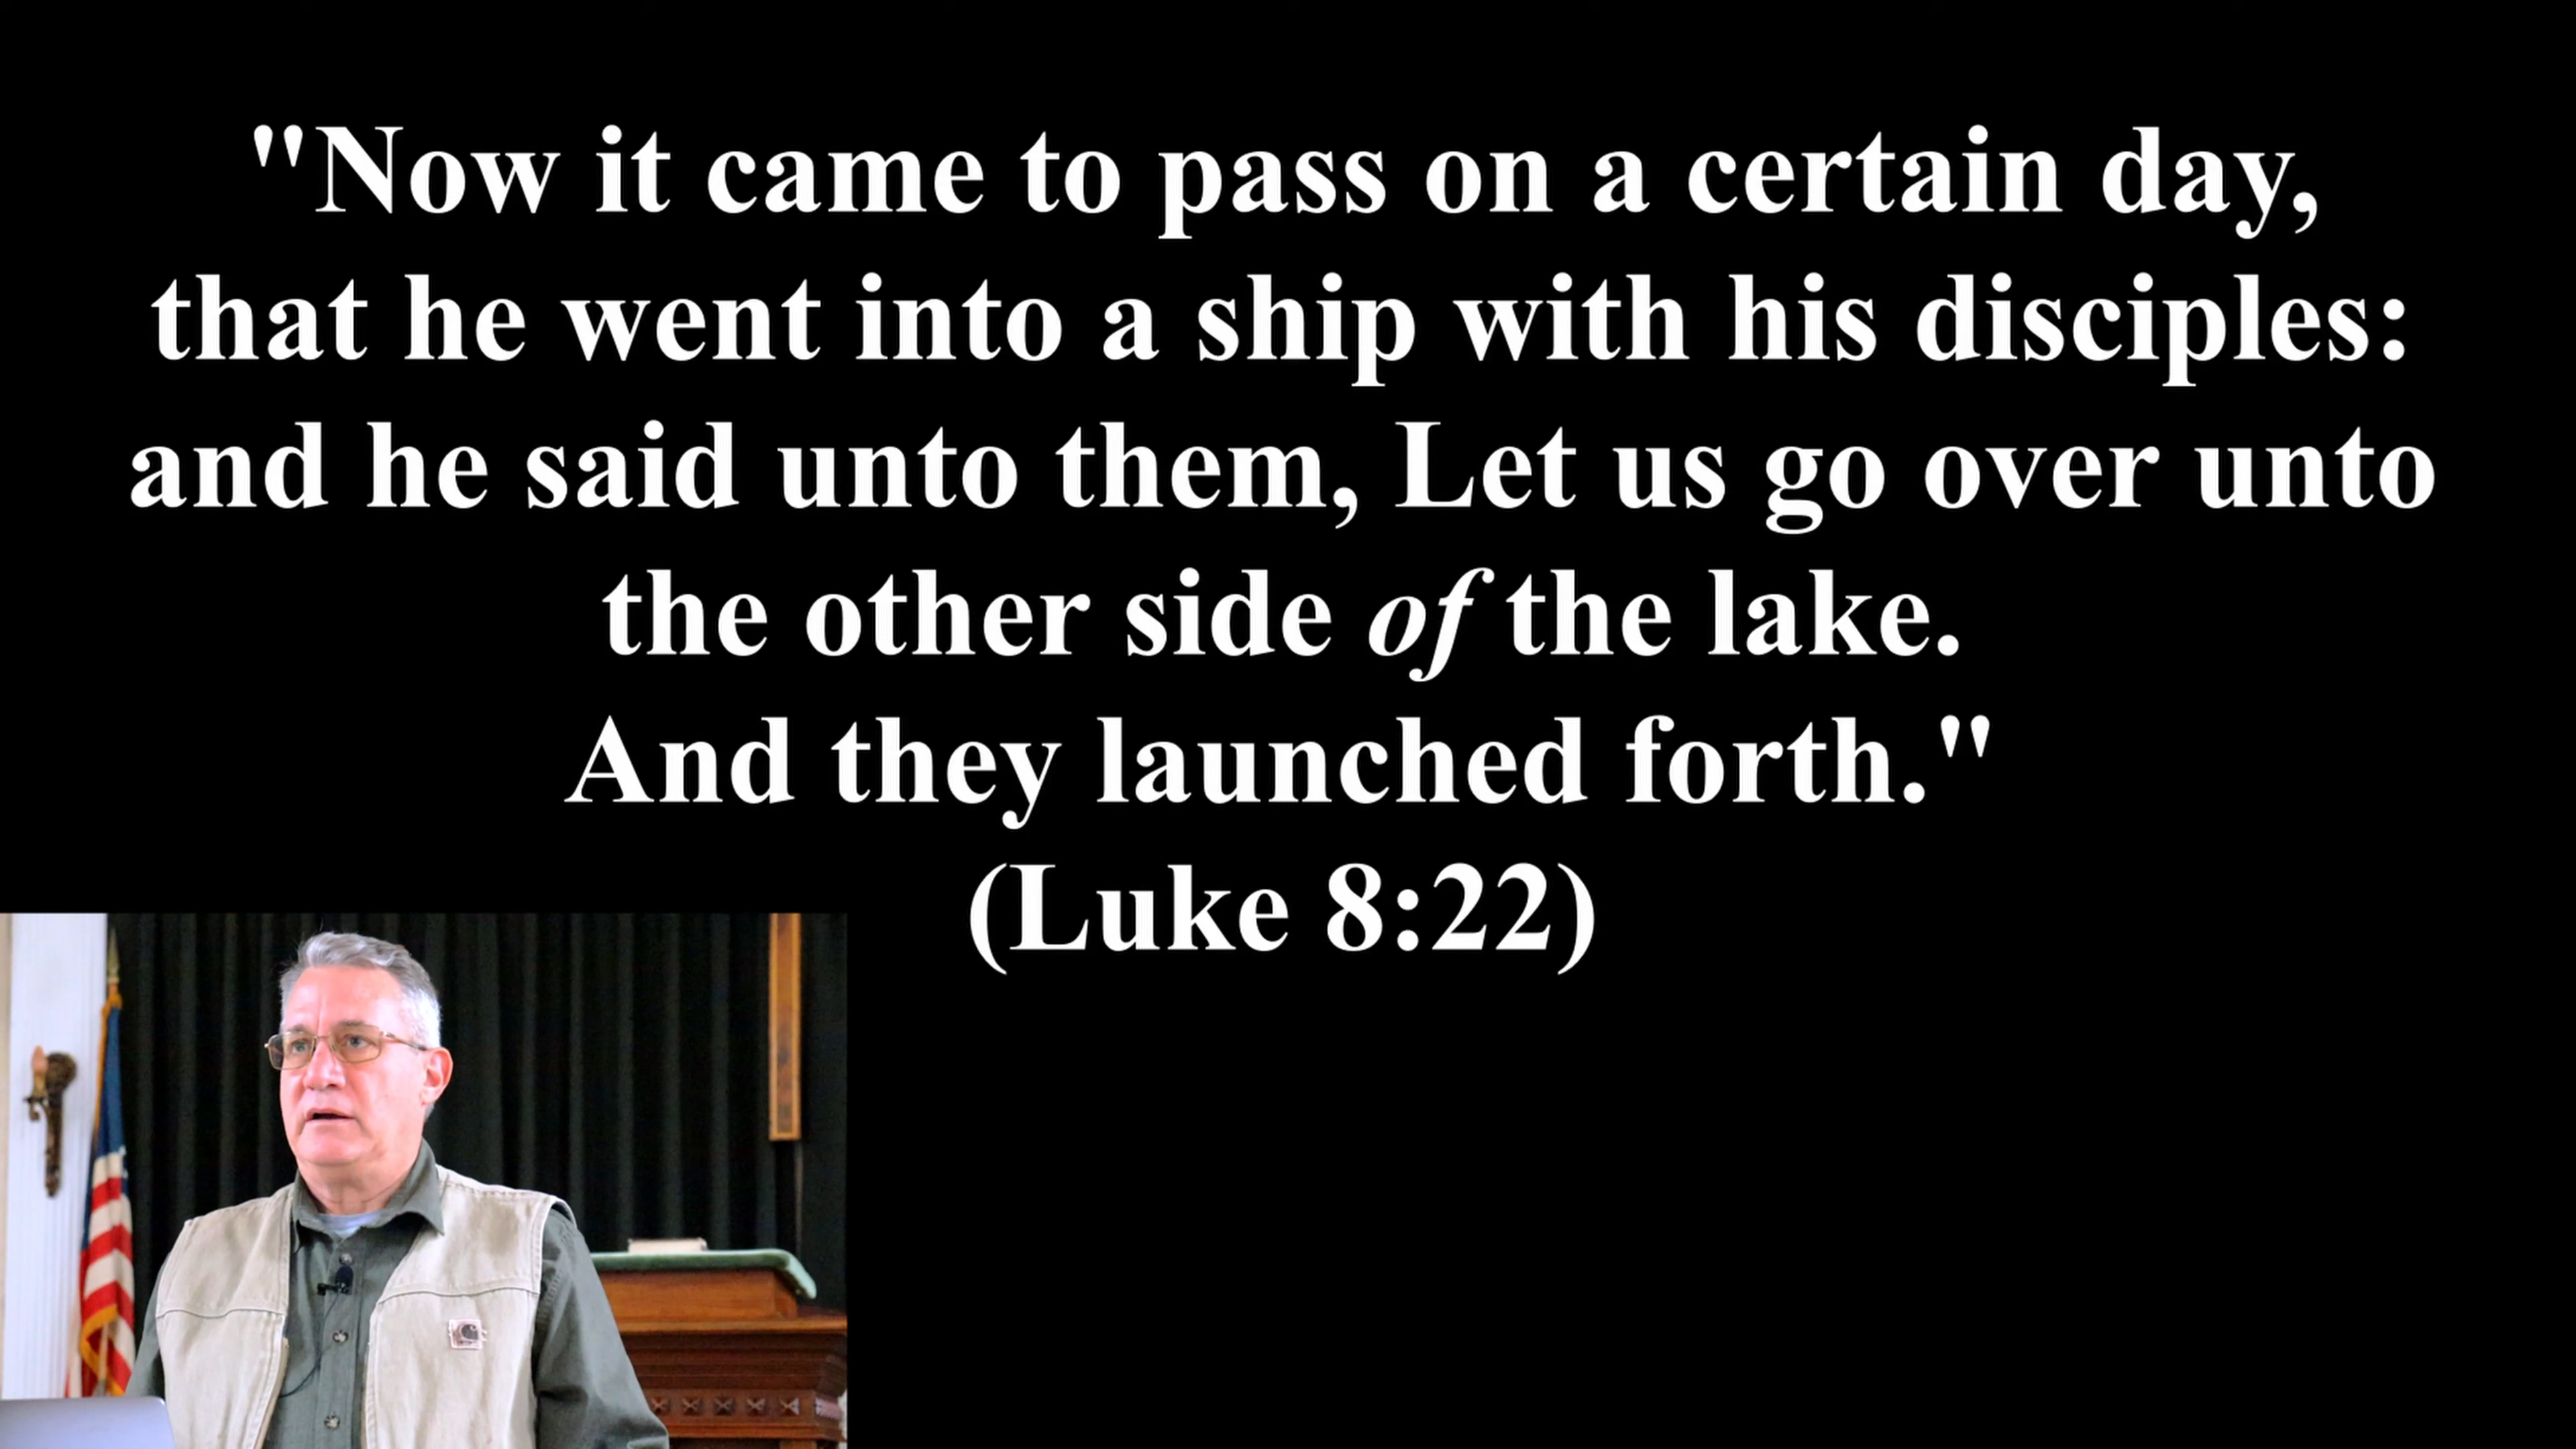 "Now it came to pass on a certain day,
that he went into a ship with his disciples:
and he said unto them, Let us go over unto
the other side of the lake.
And they launched forth."
(Luke 8:22)